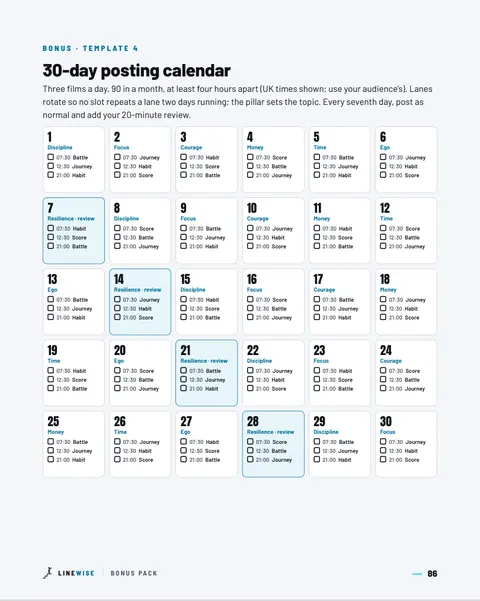 BONUS · TEMPLATE 4
30-day posting calendar
Three films a day, 90 in a month, at least four hours apart (UK times shown; use your audience's). Lanes
rotate so no slot repeats a lane two days running; the pillar sets the topic. Every seventh day, post as
normal and add your 20-minute review.
1
Discipline
07:30 Battle
12:30 Journey
21:00 Habit
2
Focus
07:30 Journey
12:30 Habit
21:00 Score
3
Courage
07:30 Habit
12:30 Score
21:00 Battle
4
Money
07:30 Score
12:30 Battle
21:00 Journey
5
Time
07:30 Battle
12:30 Journey
21:00 Habit
6
Ego
07:30 Journey
12:30 Habit
21:00 Score
7
Resilience · review
07:30 Habit
12:30 Score
21:00 Battle
8
Discipline
07:30 Score
12:30 Battle
21:00 Journey
9
Focus
07:30 Battle
12:30 Journey
21:00 Habit
10
Courage
07:30 Journey
12:30 Habit
21:00 Score
11
Money
07:30 Habit
12:30 Score
21:00 Battle
12
Time
07:30 Score
12:30 Battle
21:00 Journey
13
Ego
07:30 Battle
12:30 Journey
21:00 Habit
14
Resilience · review
07:30 Journey
12:30 Habit
21:00 Score
15
Discipline
07:30 Habit
12:30 Score
21:00 Battle
16
Focus
07:30 Score
12:30 Battle
21:00 Journey
17
Courage
07:30 Battle
12:30 Journey
21:00 Habit
18
Money
07:30 Journey
12:30 Habit
21:00 Score
19
Time
07:30 Habit
12:30 Score
21:00 Battle
20
Ego
07:30 Score
12:30 Battle
21:00 Journey
21
Resilience · review
07:30 Battle
12:30 Journey
21:00 Habit
22
Discipline
07:30 Journey
12:30 Habit
21:00 Score
23
Focus
07:30 Habit
12:30 Score
21:00 Battle
24
Courage
07:30 Score
12:30 Battle
21:00 Journey
25
Money
07:30 Battle
12:30 Journey
21:00 Habit
26
Time
07:30 Journey
12:30 Habit
21:00 Score
27
Ego
07:30 Habit
12:30 Score
21:00 Battle
28
Resilience · review
07:30 Score
12:30 Battle
21:00 Journey
29
Discipline
07:30 Battle
12:30 Journey
21:00 Habit
30
Focus
07:30 Journey
12:30 Habit
21:00 Score
LINEWISE | BONUS PACK
86